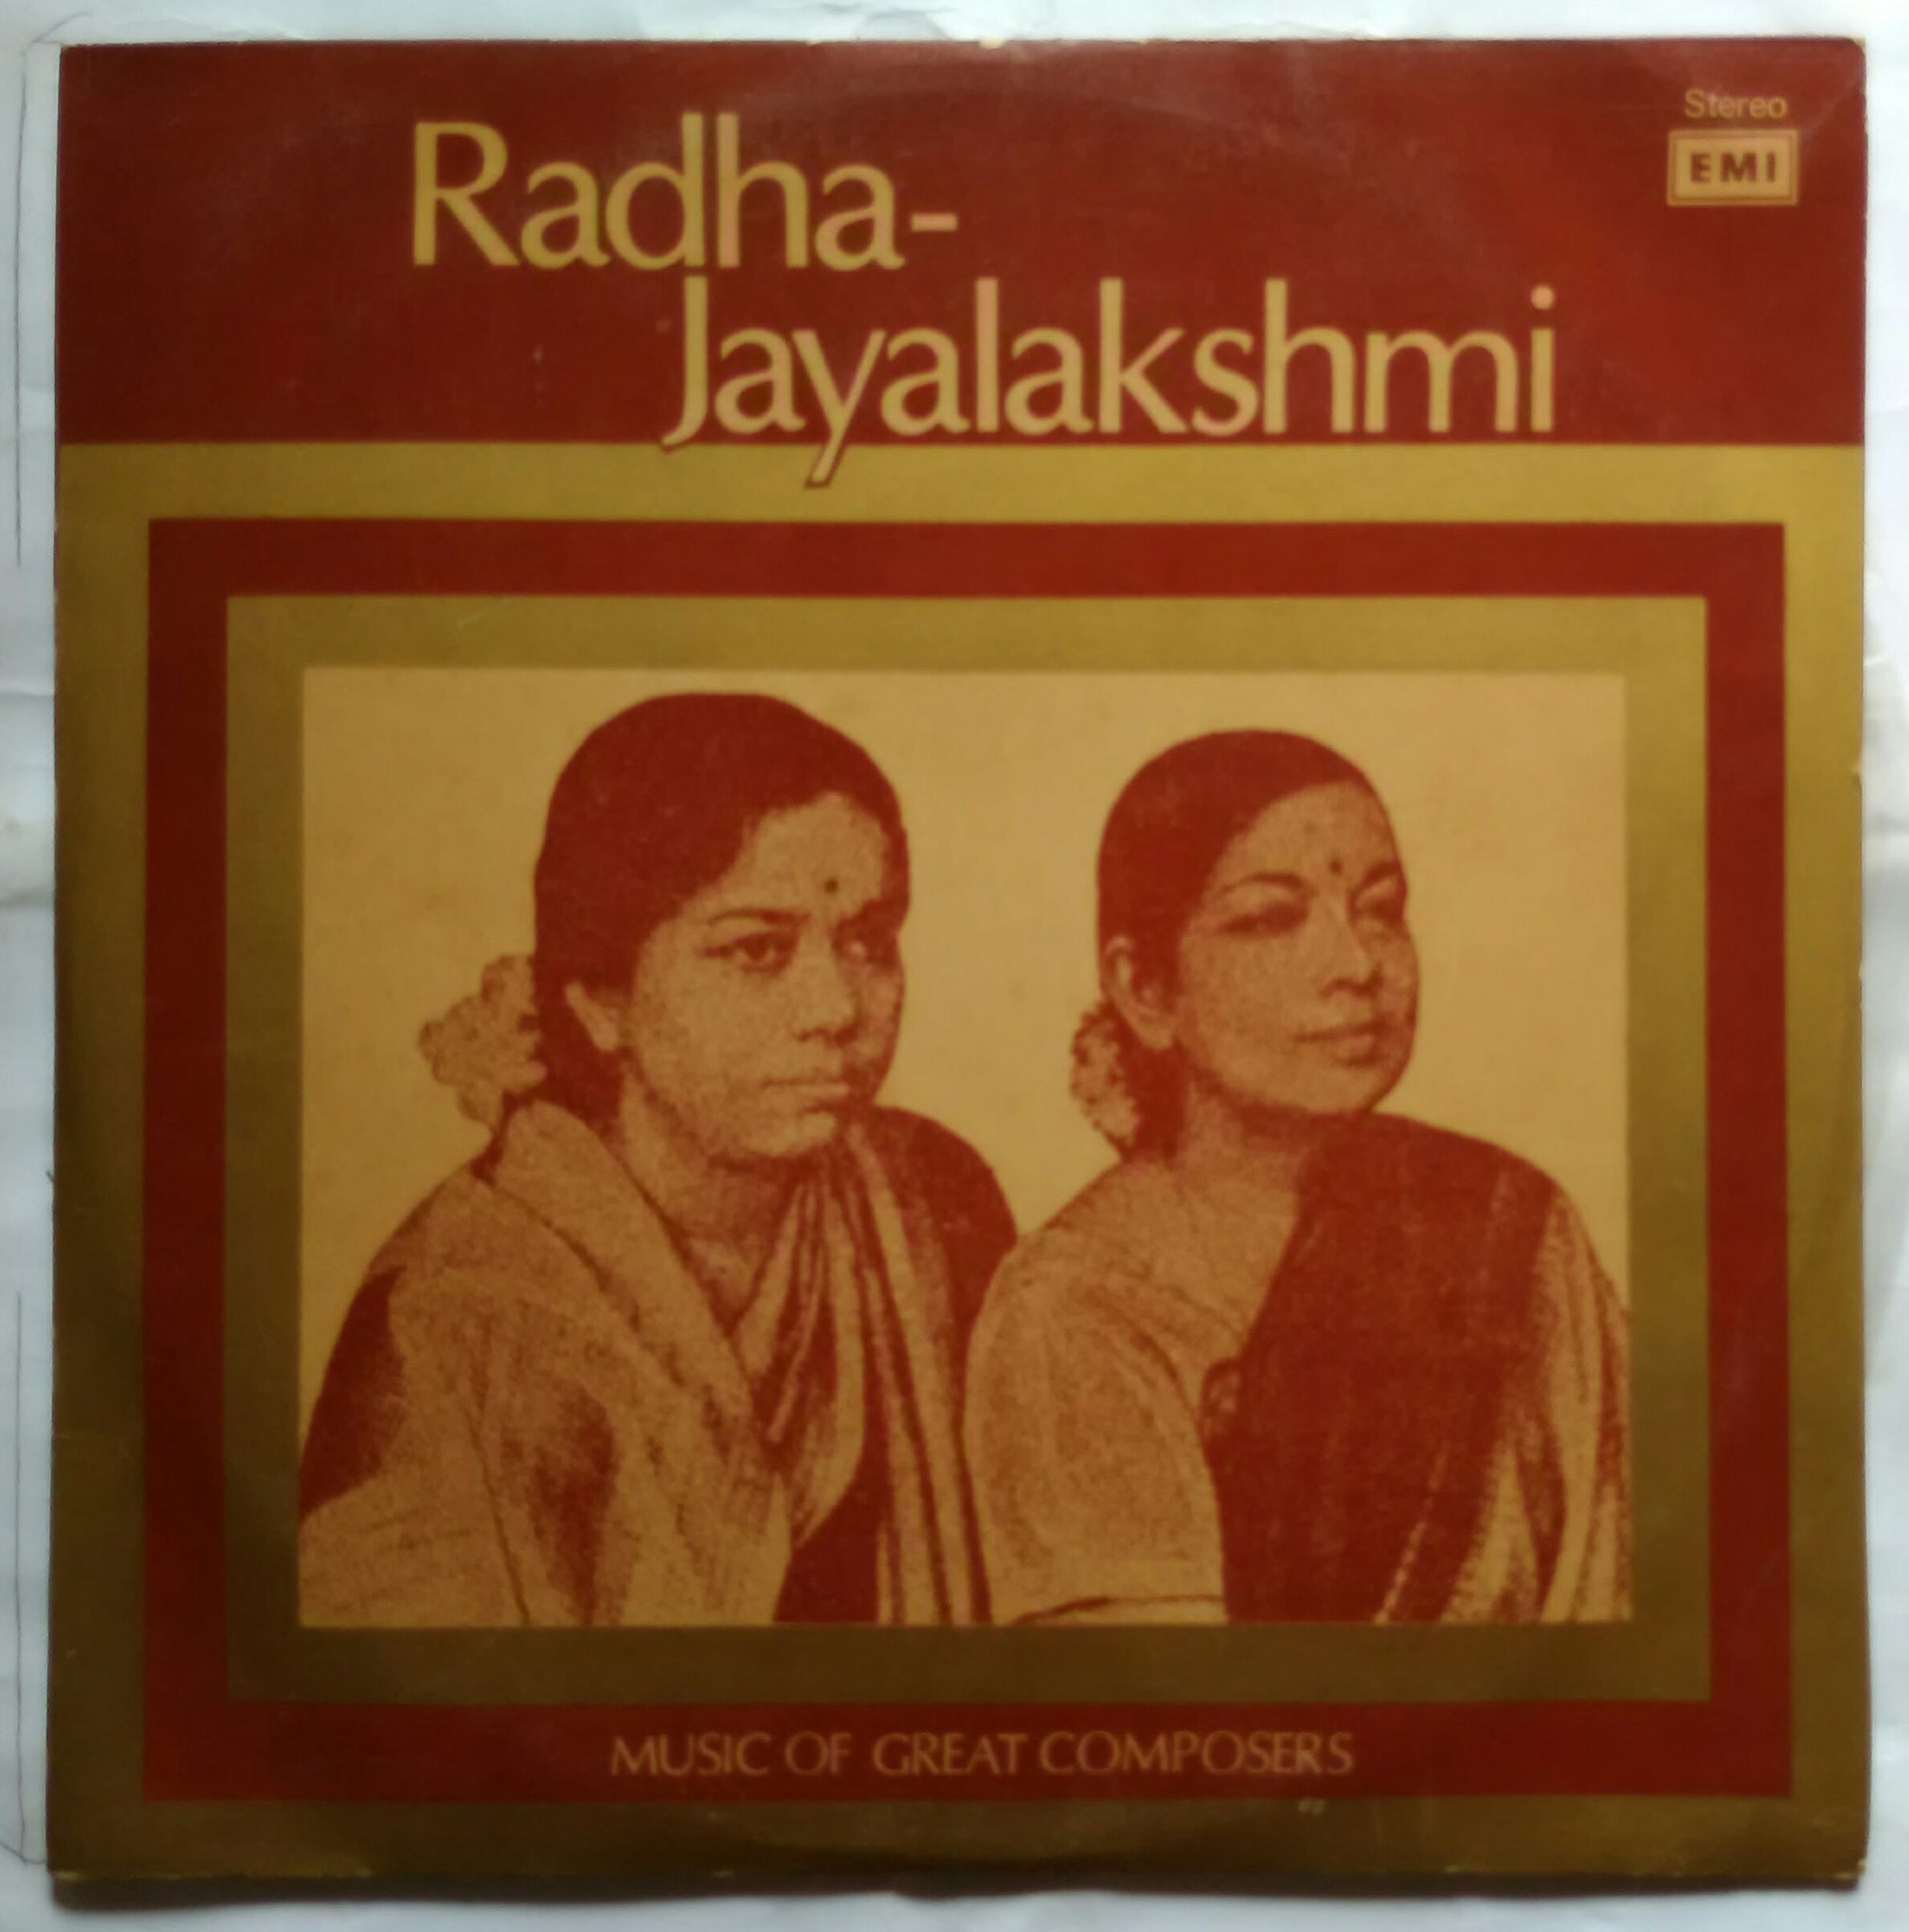 Stereo
EMI
Radha-
Jayalakshmi
MUSIC OF GREAT COMPOSERS